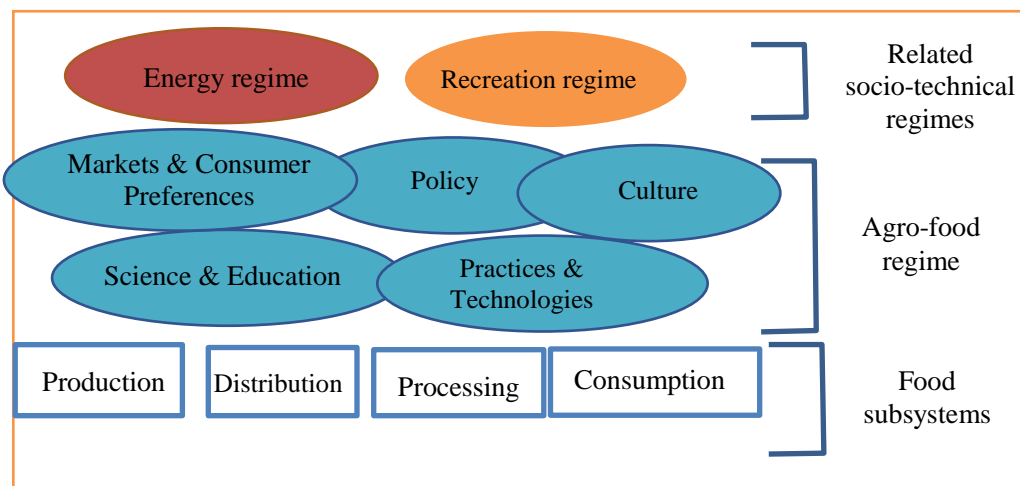 Energy regime
Recreation regime
Related
socio-technical
regimes
Markets & Consumer
Preferences
Policy
Culture
Science & Education
Practices &
Technologies
Agro-food
regime
Production
Distribution
Processing
Consumption
Food
subsystems